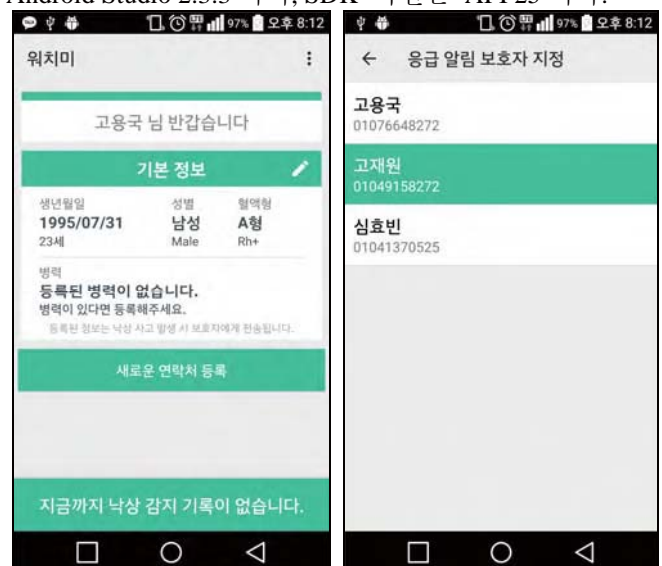 97% 오후 8:12
워치미
고용국 님 반갑습니다
기본 정보
생년월일 성별 혈액형
1995/07/31 남성 A형
23세 Male Rh+
병력
등록된 병력이 없습니다.
병력이 있다면 등록해주세요.
등록된 정보는 낙상 사고 발생 시 보호자에게 전송됩니다.
새로운 연락처 등록
지금까지 낙상 감지 기록이 없습니다.
97% 오후 8:12
응급 알림 보호자 지정
고용국
01076648272
고재원
01049158272
심효빈
01041370525